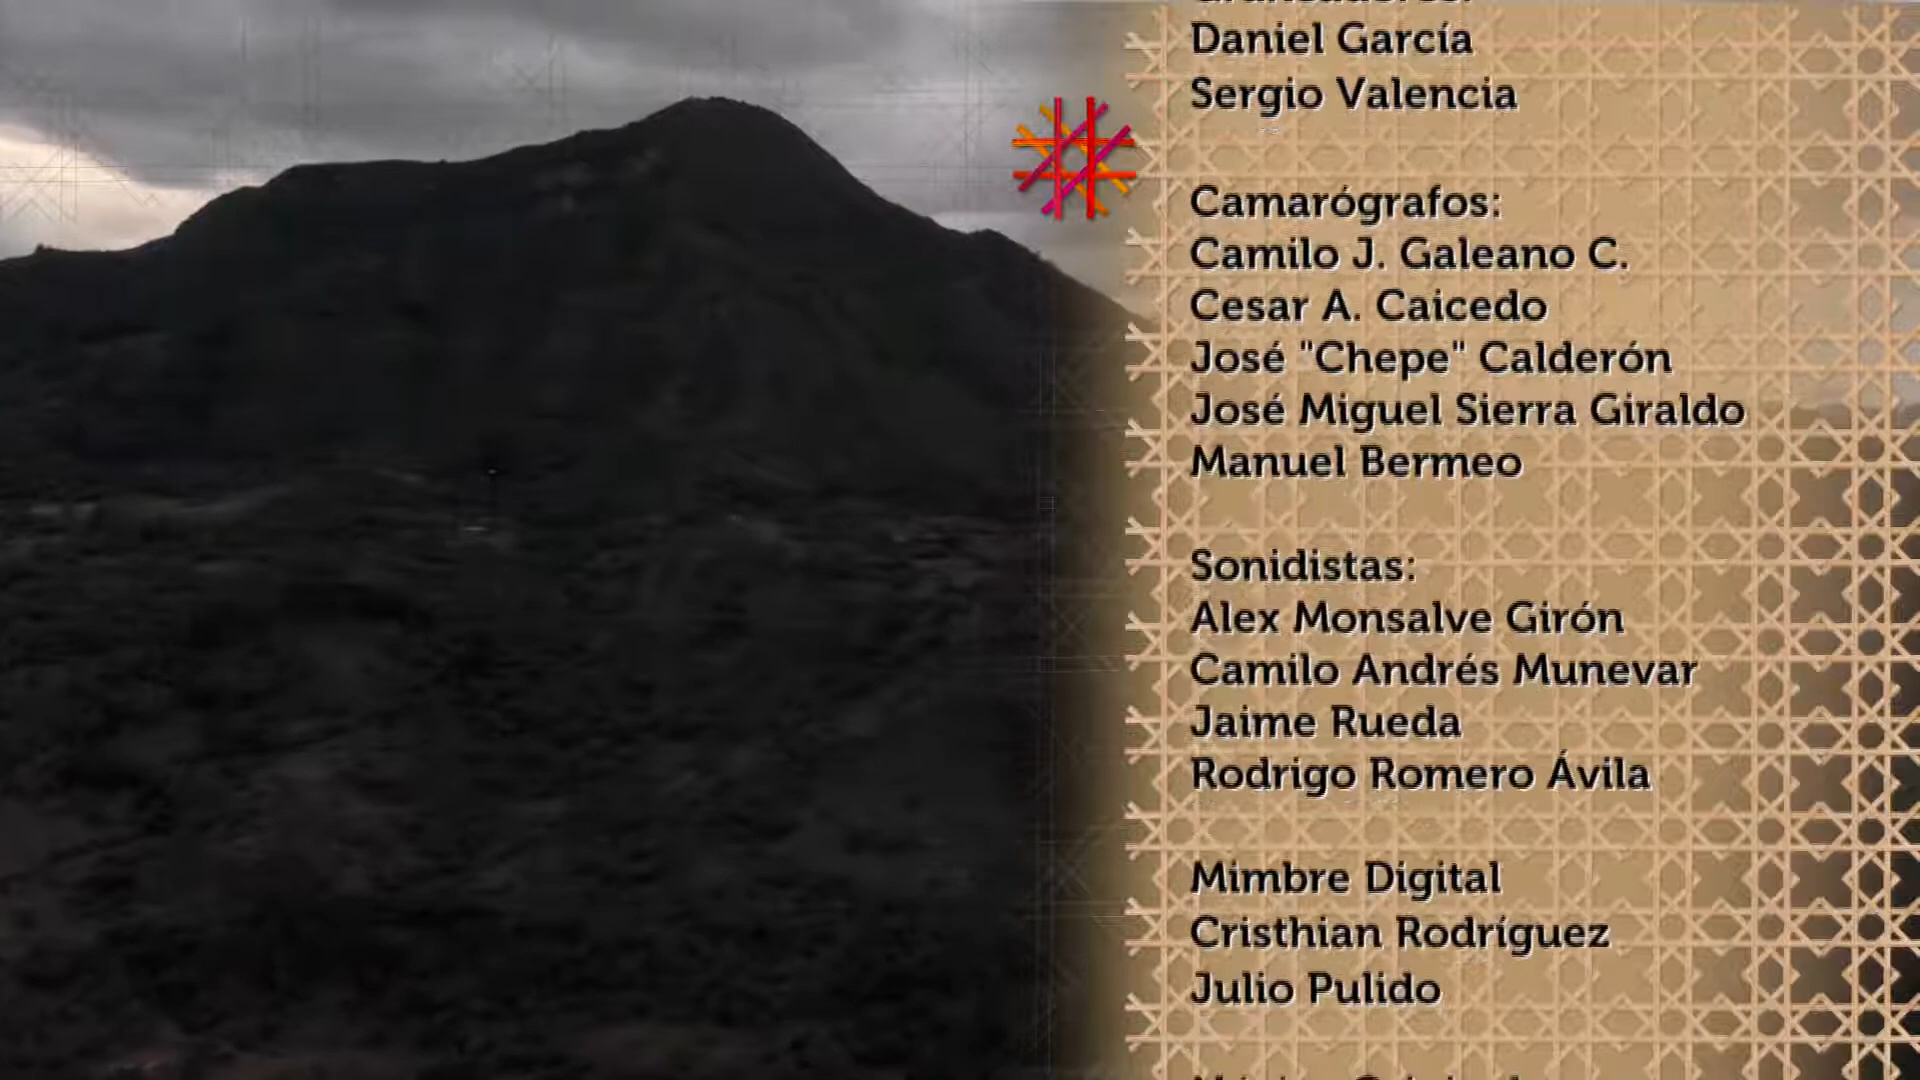 Daniel García
Sergio Valencia
Camarógrafos:
Camilo J. Galeano C.
Cesar A. Caicedo
José "Chepe" Calderón
José Miguel Sierra Giraldo
Manuel Bermeo
Sonidistas:
Alex Monsalve Girón
Camilo Andrés Munevar
Jaime Rueda
Rodrigo Romero Ávila
Mimbre Digital
Cristhian Rodríguez
Julio Pulido